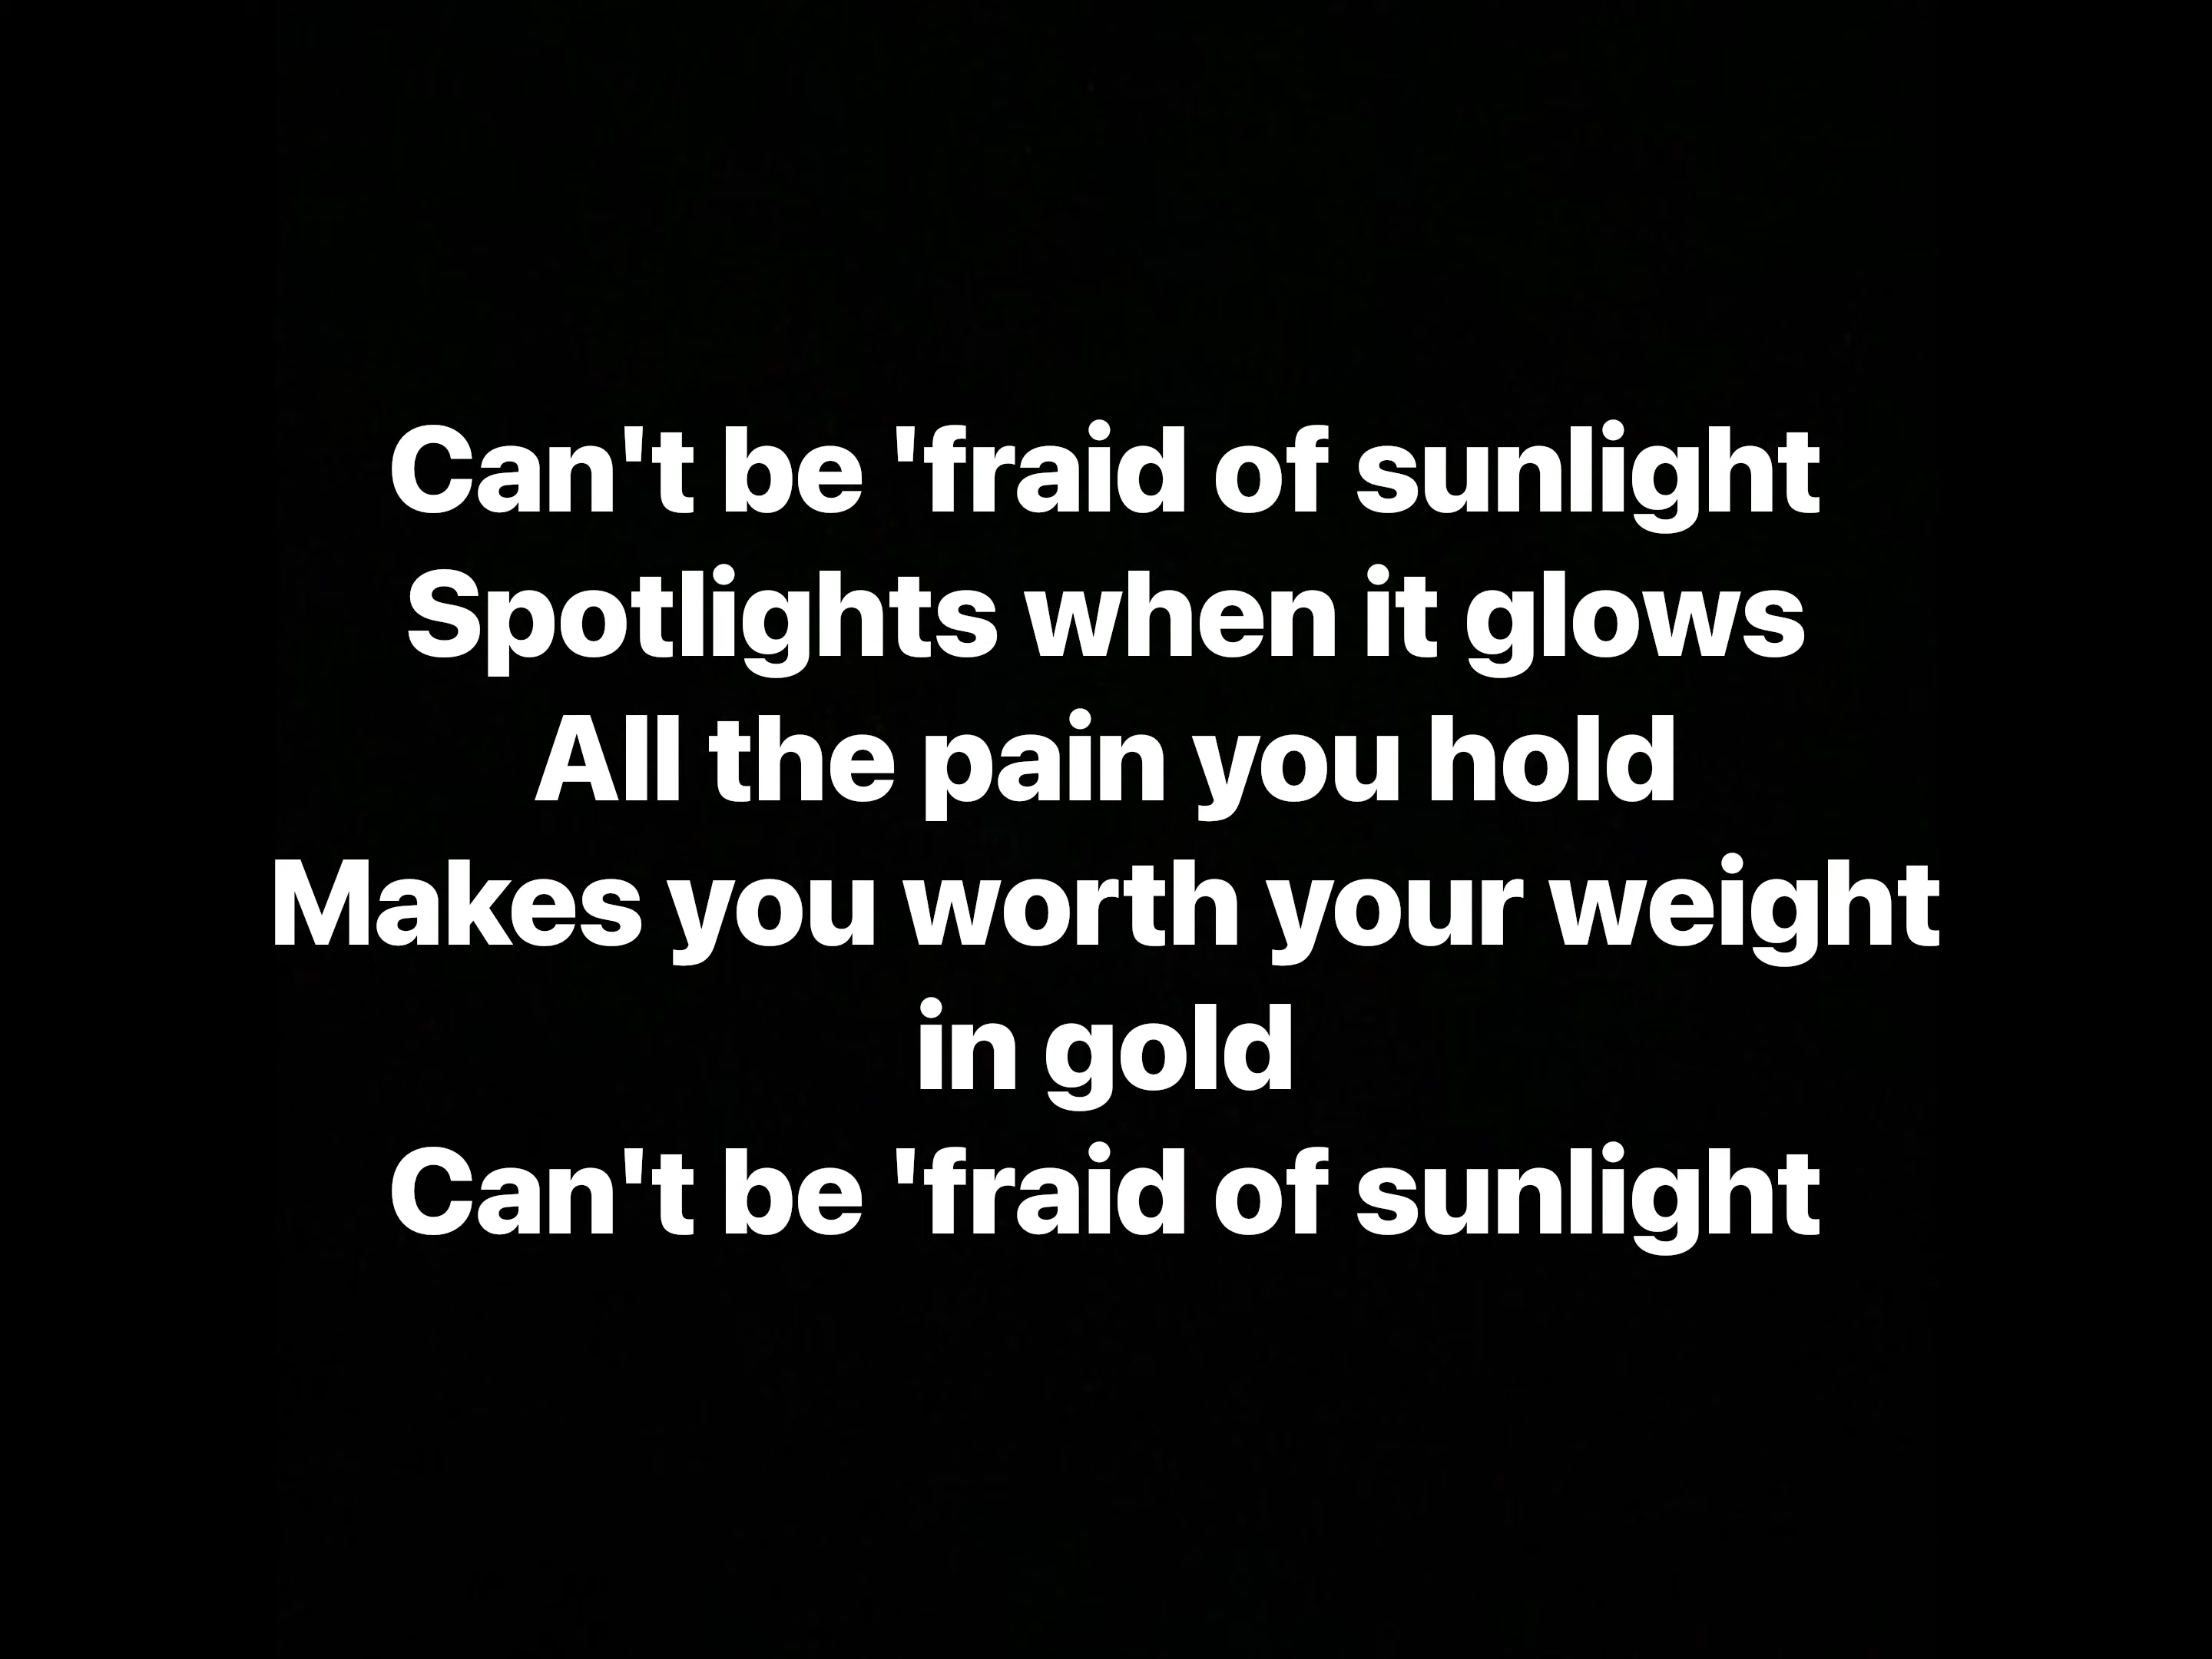 Can't be 'fraid of sunlight
Spotlights when it glows
All the pain you hold
Makes you worth your weight
in gold
Can't be 'fraid of sunlight